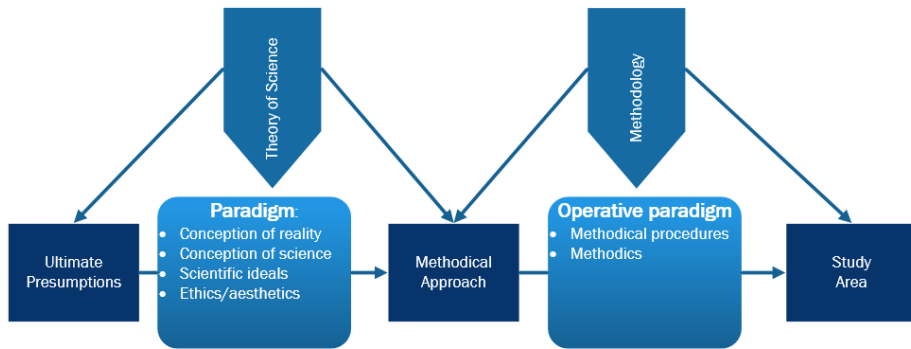 Theory of Science
Methodology
Paradigm:
• Conception of reality
• Conception of science
• Scientific ideals
• Ethics/aesthetics
Operative paradigm
• Methodical procedures
• Methodics
Ultimate
Presumptions
Methodical
Approach
Study
Area